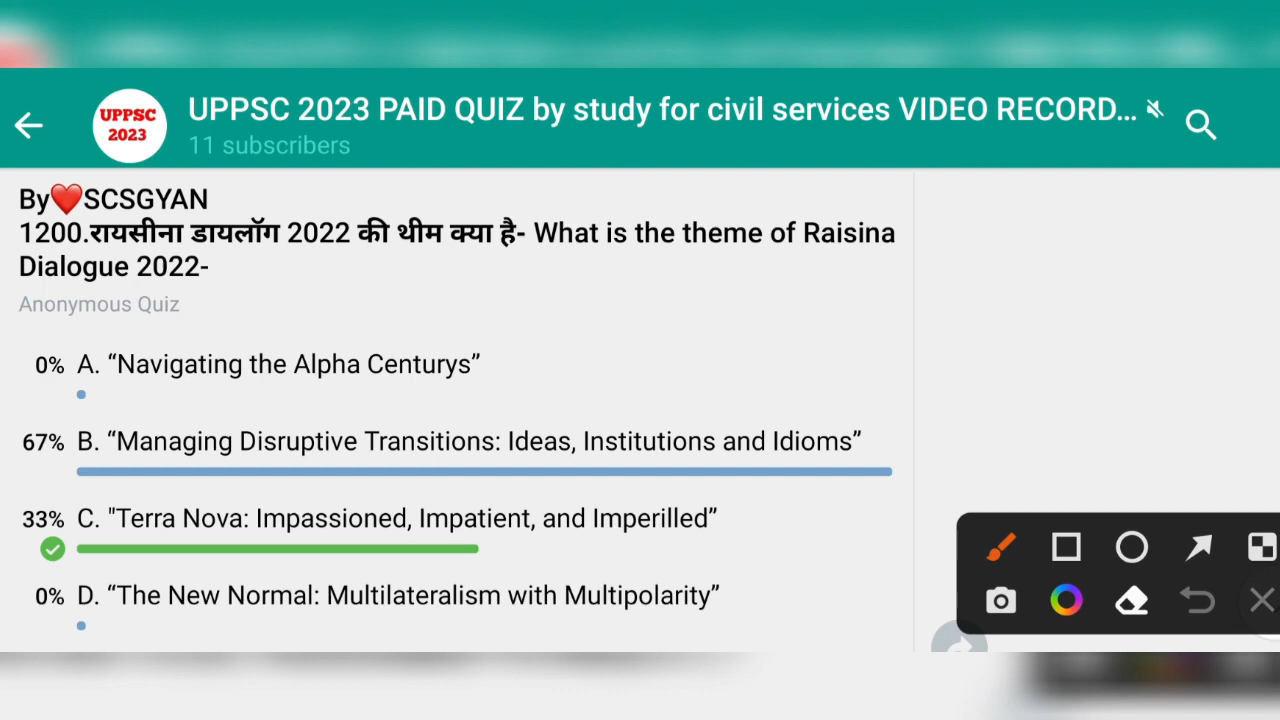 UPPSC
2023
UPPSC 2023 PAID QUIZ by study for civil services VIDEO RECORD...
11 subscribers
By❤️SCSGYAN
1200.रायसीना डायलॉग 2022 की थीम क्या है- What is the theme of Raisina
Dialogue 2022-
Anonymous Quiz
0% A. “Navigating the Alpha Centurys”
67% B. “Managing Disruptive Transitions: Ideas, Institutions and Idioms”
33% C. "Terra Nova: Impassioned, Impatient, and Imperilled”
0% D. “The New Normal: Multilateralism with Multipolarity”